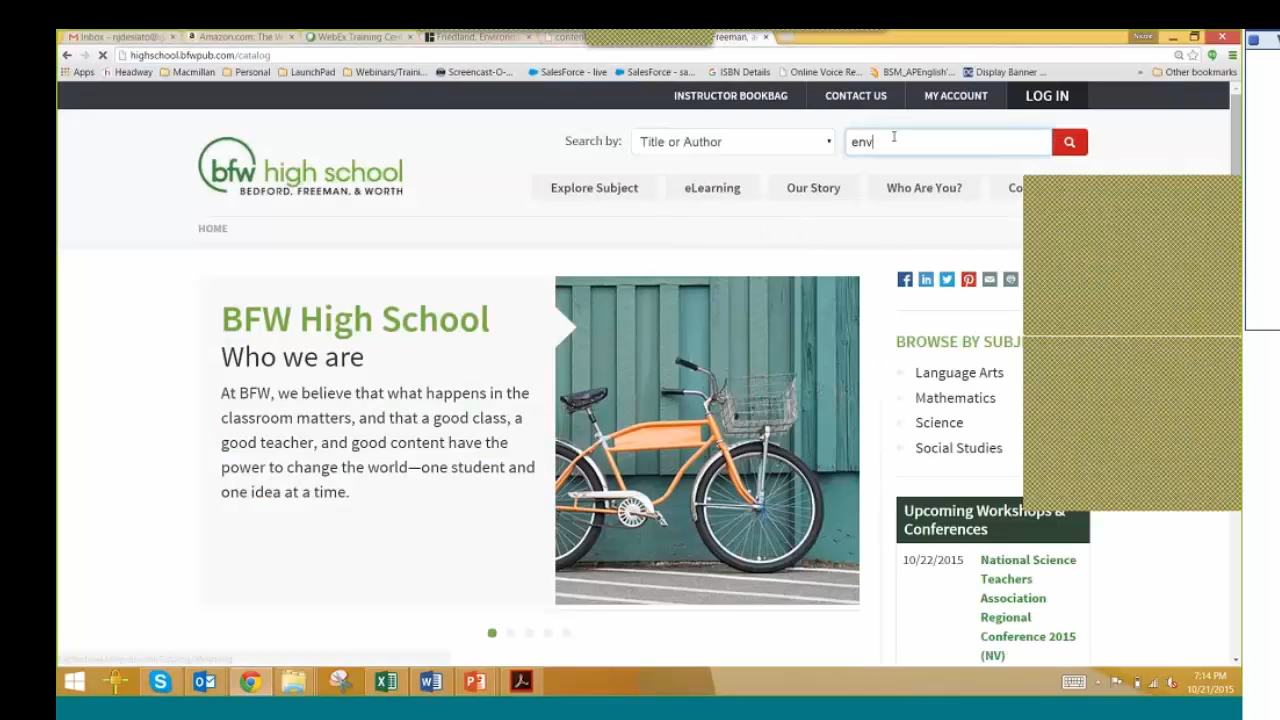 Inbox - njdesiato@
Amazon.com: The W
WebEx Training Cen
Friedland, Environm
conten
Freeman, a
Nicole
highschool.bfwpub.com/catalog
Apps Headway Macmillan Personal LaunchPad Webinars/Traini... Screencast-O-... SalesForce - live SalesForce - sa... ISBN Details Online Voice Re... BSM_APEnglish'... Display Banner ... » Other bookmarks
INSTRUCTOR BOOKBAG CONTACT US MY ACCOUNT LOG IN
Search by: Title or Author env
bfw high school
BEDFORD, FREEMAN, & WORTH
Explore Subject eLearning Our Story Who Are You? Co
HOME
BFW High School
Who we are
At BFW, we believe that what happens in the
classroom matters, and that a good class, a
good teacher, and good content have the
power to change the world—one student and
one idea at a time.
BROWSE BY SUBJ
Language Arts
Mathematics
Science
Social Studies
Upcoming Workshops &
Conferences
10/22/2015 National Science
Teachers
Association
Regional
Conference 2015
(NV)
7:14 PM
10/21/2015